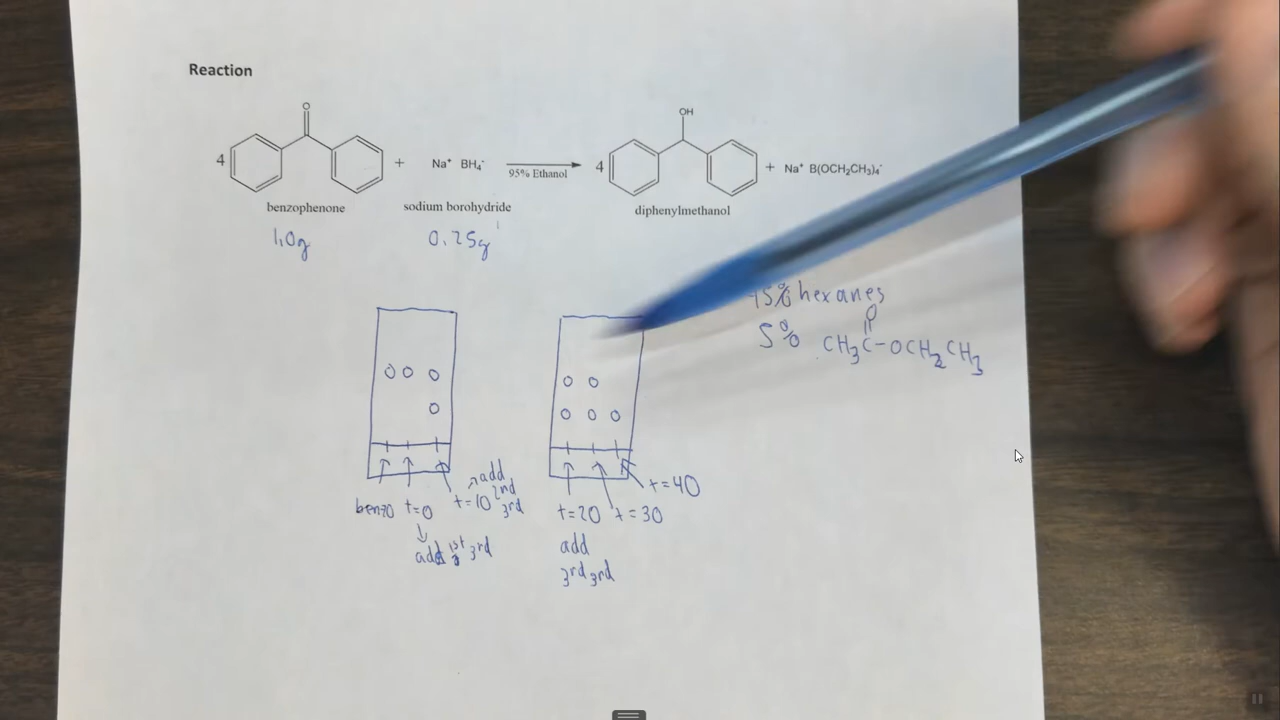 Reaction
O
OH
4 + Na⁺ BH₄⁻ 95% Ethanol 4 + Na⁺ B(OCH₂CH₃)₄⁻
benzophenone sodium borohydride diphenylmethanol
1.0g 0.25g
hexanes
5% CH₃C-OCH₂CH₃
O
benzo t=0 t=10 add 2nd 3rd
add 1st 3rd
t=20 t=30 t=40
add
3rd 3rd